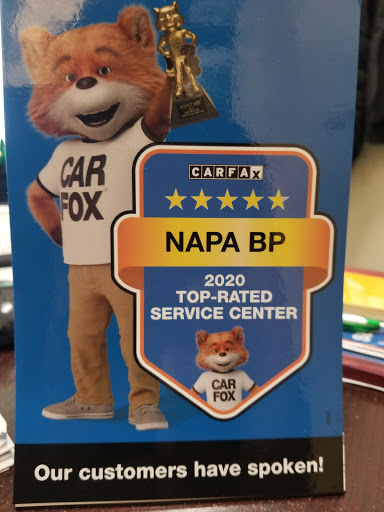 CAR
FOX
CARFAX
NAPA BP
2020
TOP-RATED
SERVICE CENTER
CAR
FOX
Our customers have spoken!